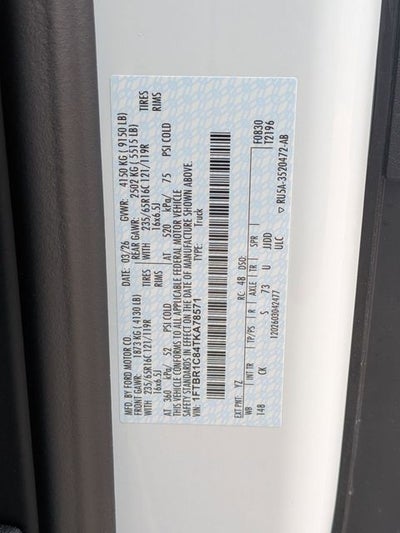 MFD. BY FORD MOTOR CO.
DATE: 03/26 GVWR: 4150 KG ( 9150 LB)
FRONT GAWR: 1873 KG ( 4130 LB)
REAR GAWR: 2502 KG ( 5515 LB)
WITH 235/65R16C 121/119R TIRES
WITH 235/65R16C 121/119R TIRES
16x6.5J RIMS
16x6.5J RIMS
AT 360 kPa/ 52 PSI COLD
AT 520 kPa/ 75 PSI COLD
THIS VEHICLE CONFORMS TO ALL APPLICABLE FEDERAL MOTOR VEHICLE
SAFETY STANDARDS IN EFFECT ON THE DATE OF MANUFACTURE SHOWN ABOVE.
VIN: 1FTBR1C84TKA78571
TYPE: Truck
F0830
T2196
EXT PNT: YZ RC: 48 DSO:
WB INT TR TP/PS R AXLE TR SPR
148 CK S 73 U JJDD
ULC
1202603042477
▽ RU5A-3520472-AB